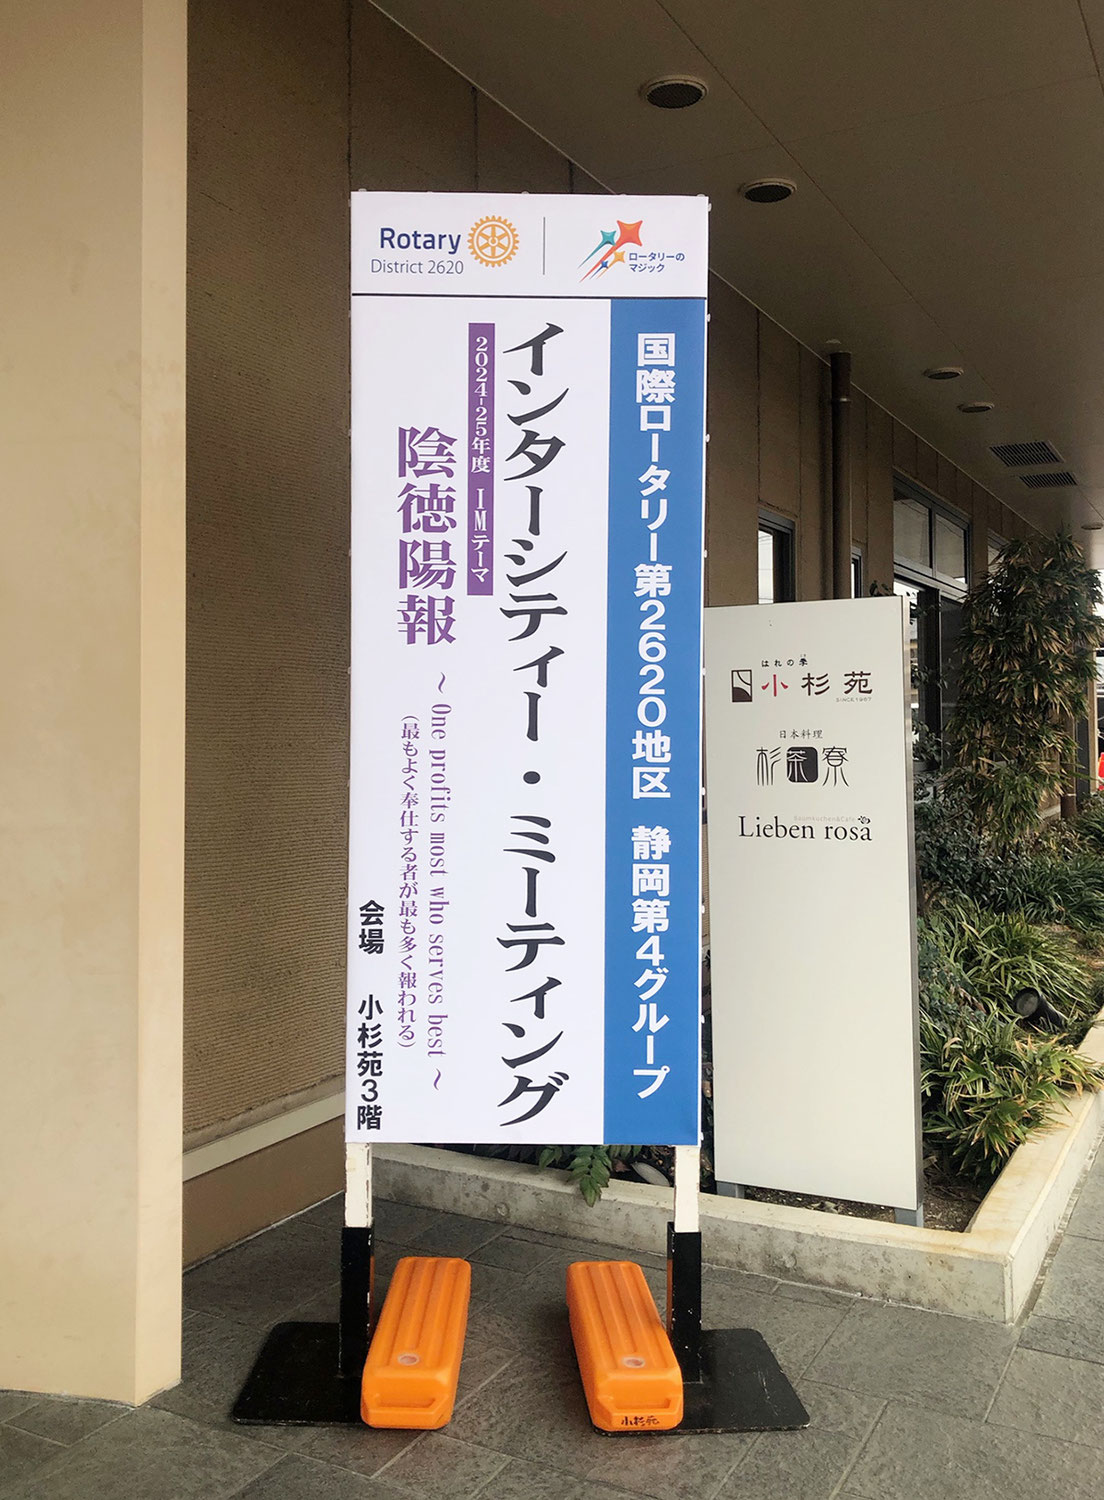 Rotary
District 2620
ロータリーの
マジック
国際ロータリー第2620地区 静岡第4グループ
インターシティー・ミーティング
2024-25年度 IMテーマ
陰徳陽報
～One profits most who serves best～
(最もよく奉仕する者が最も多く報われる)
会場 小杉苑3階
はれの季
小杉苑
SINCE1967
日本料理
杉茶寮
Baumkuchen&Cafe
Lieben rosa
小杉苑